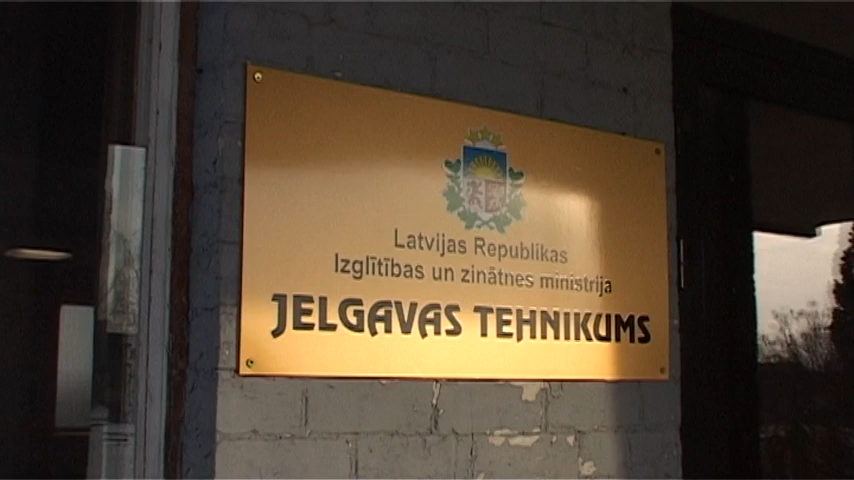 Latvijas Republikas
Izglītības un zinātnes ministrija
JELGAVAS TEHNIKUMS